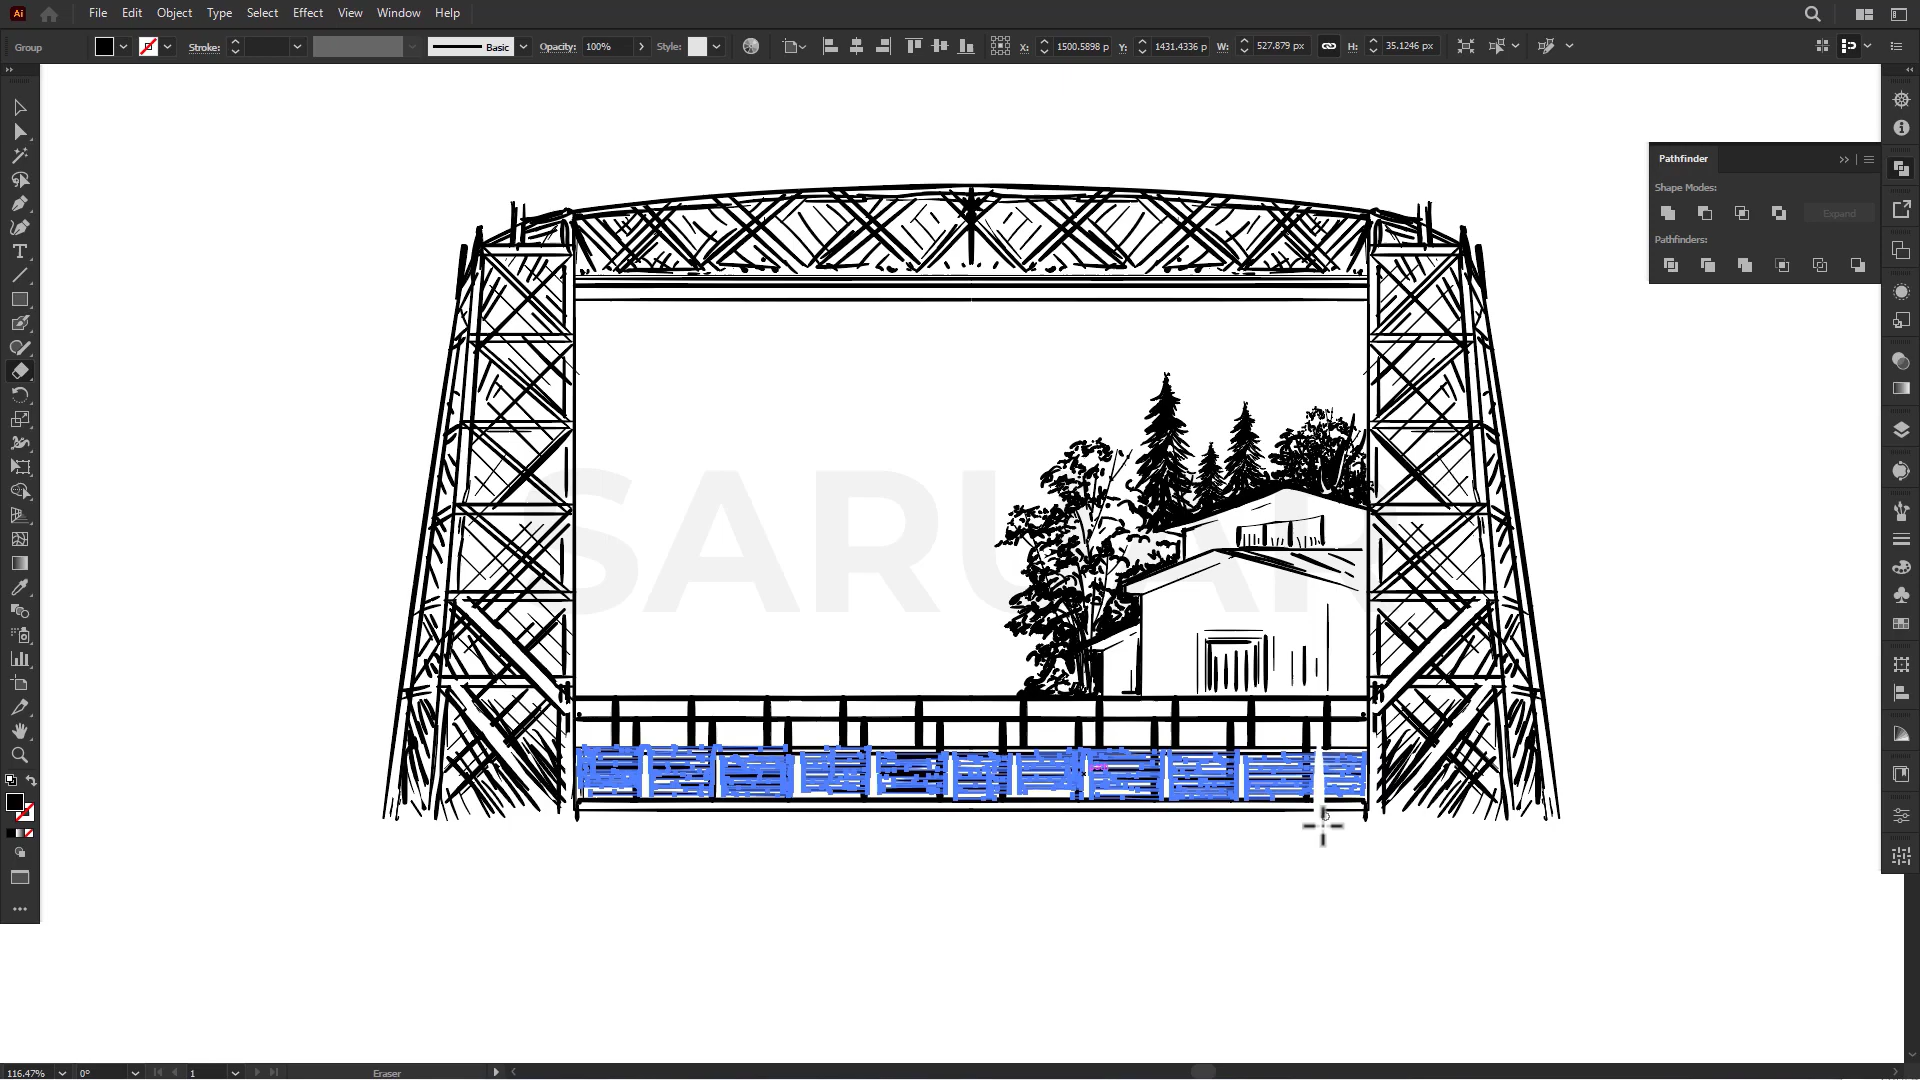 Ai File Edit Object Type Select Effect View Window Help
Group Stroke: Basic Opacity: 100% Style: X: 1500.5898 p Y: 1431.4336 p W: 527.879 px H: 35.1246 px
Pathfinder
Shape Modes:
Expand
Pathfinders:
SARUAR
116.47% 0° 1 Eraser